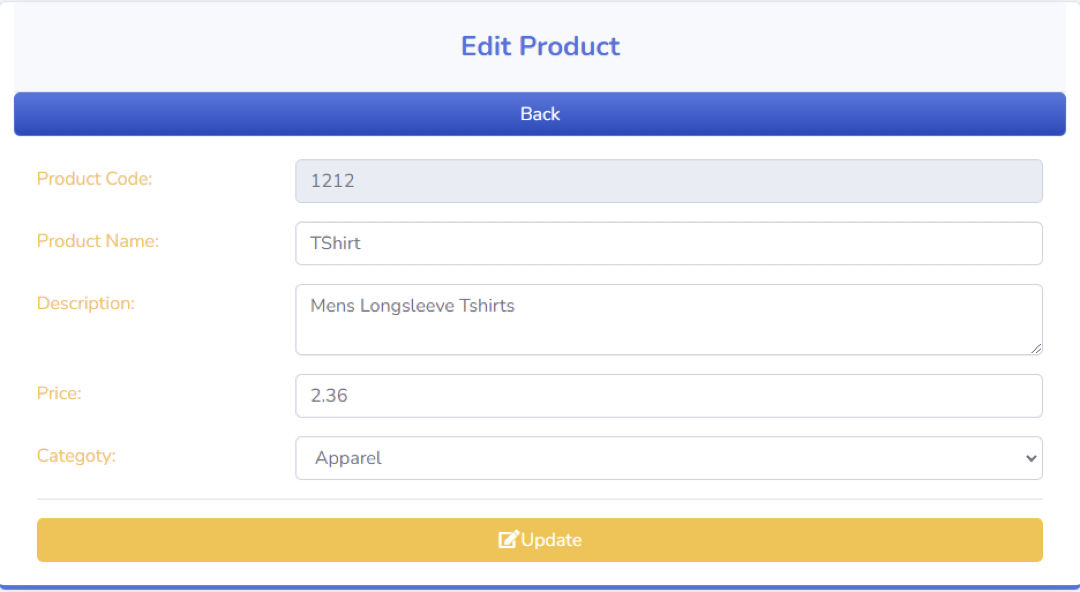 Edit Product
Back
Product Code: 1212
Product Name: TShirt
Description: Mens Longsleeve Tshirts
Price: 2.36
Categoty: Apparel
Update